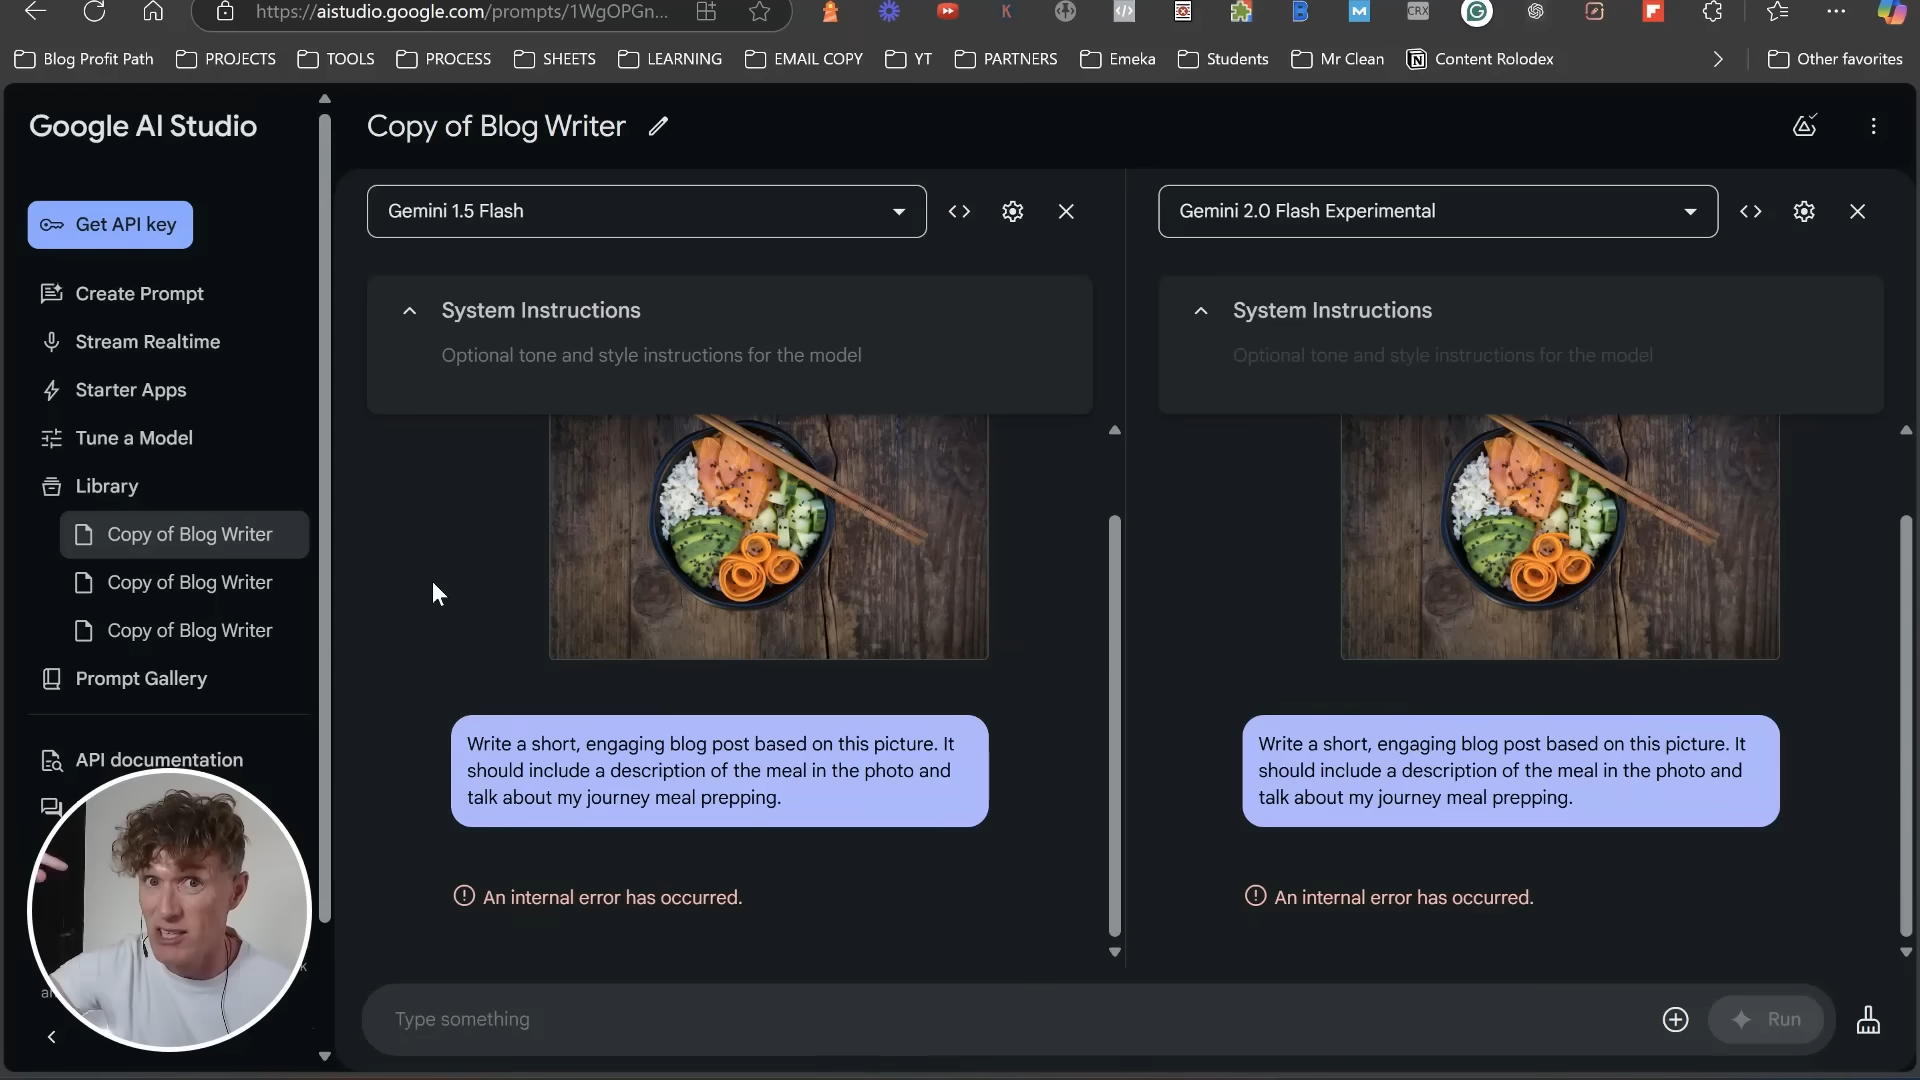 https://aistudio.google.com/prompts/1WgOPGn...
Blog Profit Path
PROJECTS
TOOLS
PROCESS
SHEETS
LEARNING
EMAIL COPY
YT
PARTNERS
Emeka
Students
Mr Clean
Content Rolodex
Other favorites
Google AI Studio
Get API key
Create Prompt
Stream Realtime
Starter Apps
Tune a Model
Library
Copy of Blog Writer
Copy of Blog Writer
Copy of Blog Writer
Prompt Gallery
API documentation
Copy of Blog Writer
Gemini 1.5 Flash
System Instructions
Optional tone and style instructions for the model
Write a short, engaging blog post based on this picture. It
should include a description of the meal in the photo and
talk about my journey meal prepping.
An internal error has occurred.
Gemini 2.0 Flash Experimental
System Instructions
Optional tone and style instructions for the model
Write a short, engaging blog post based on this picture. It
should include a description of the meal in the photo and
talk about my journey meal prepping.
An internal error has occurred.
Type something
Run